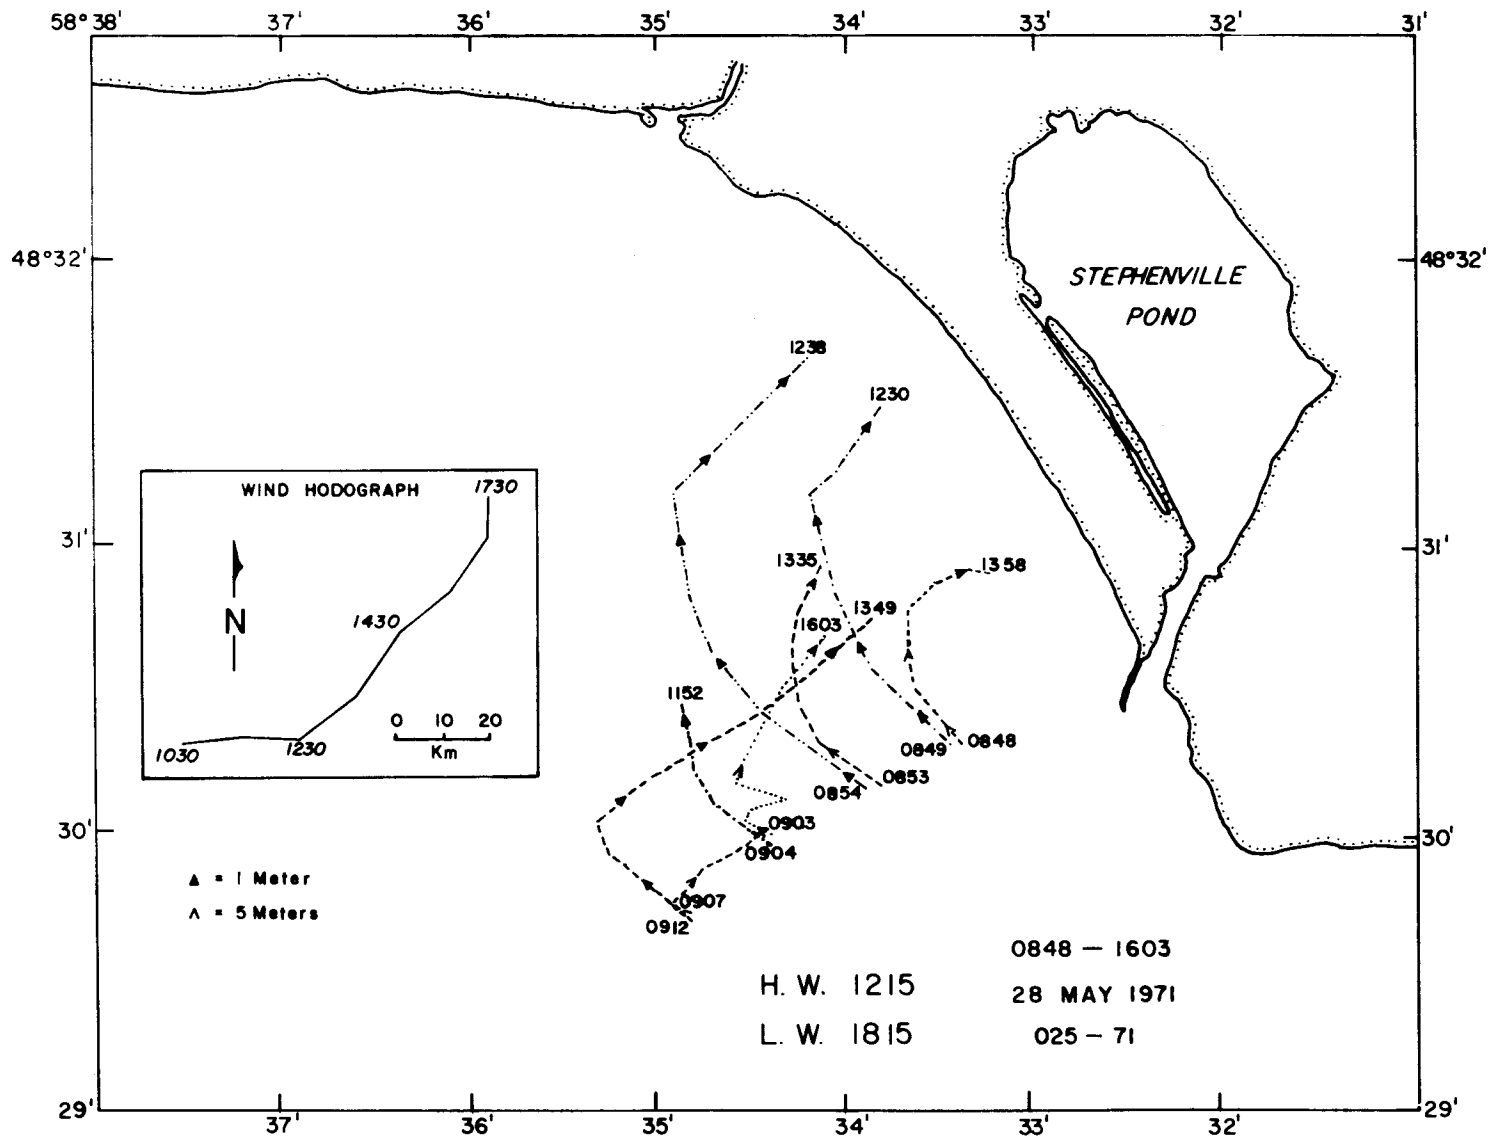 58°38' 37' 36' 35' 34' 33' 32' 31'
48°32' 48°32'
STEPHENVILLE
POND
1238
1230
WIND HODOGRAPH 1730
31' 31'
1335 1358
1349
1430 1603
N
1152
0 10 20
Km
1030 1230
0849 0848
0853
0854
30' 0903 30'
0904
▲ = 1 Meter
∧ = 5 Meters
0907
0912
0848 — 1603
H. W. 1215
28 MAY 1971
L. W. 1815
025 – 71
29' 29'
37' 36' 35' 34' 33' 32'